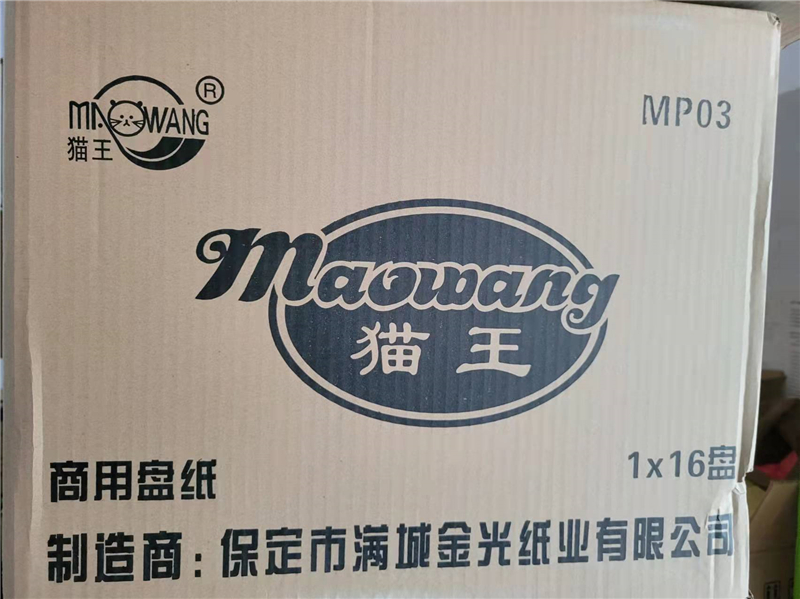 MAOWANG®
猫王
MP03
maowang
猫王
商用盘纸
1x16盘
制造商:保定市满城金光纸业有限公司